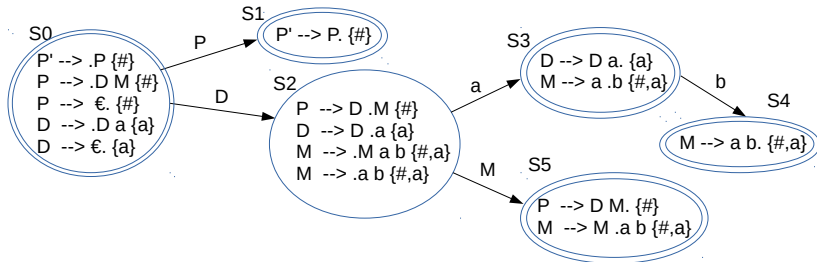 S0
P' --> .P {#}
P --> .D M {#}
P --> €. {#}
D --> .D a {a}
D --> €. {a}
P
D
S1
P' --> P. {#}
S2
P --> D .M {#}
D --> D .a {a}
M --> .M a b {#,a}
M --> .a b {#,a}
a
M
S3
D --> D a. {a}
M --> a .b {#,a}
b
S4
M --> a b. {#,a}
S5
P --> D M. {#}
M --> M .a b {#,a}